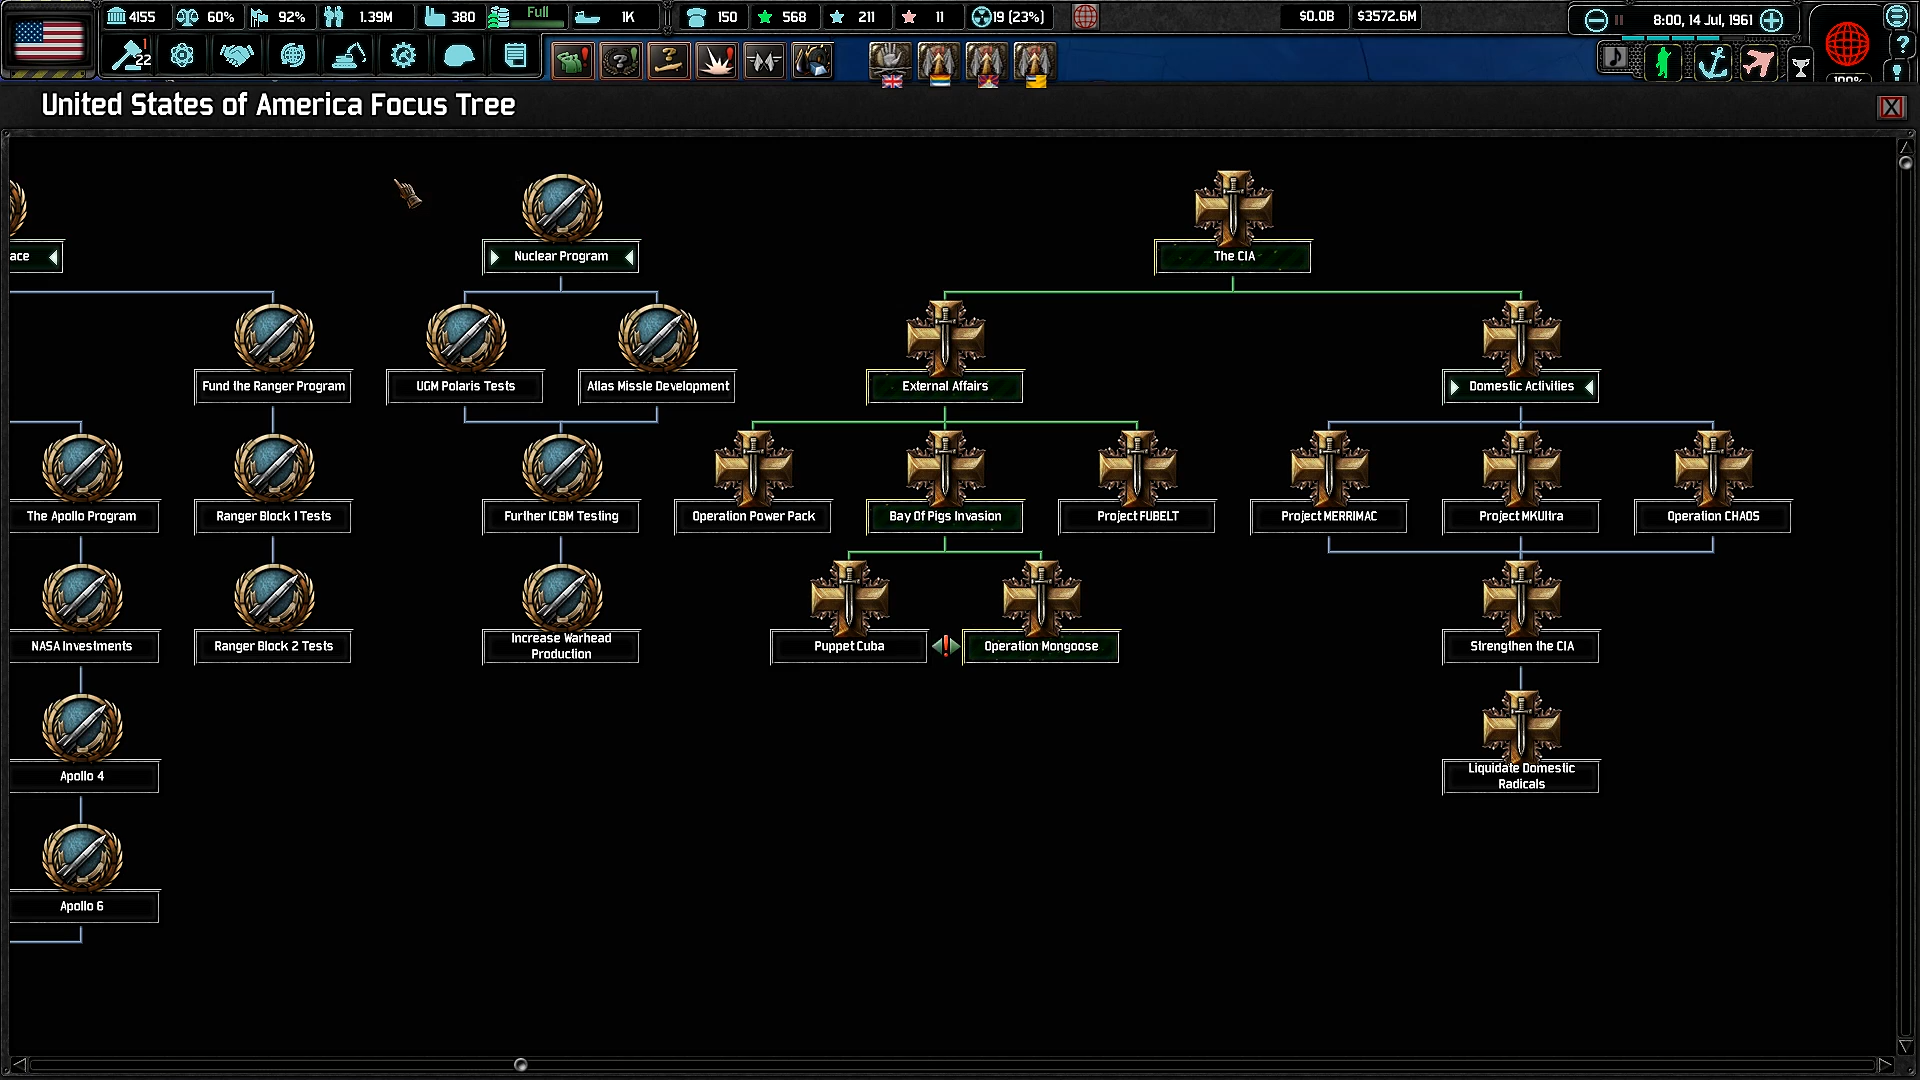 4155
60%
92%
1.39M
380
Full
1K
150
568
211
11
19 (23%)
$0.0B
$3572.6M
8:00, 14 Jul, 1961
1
22
?
100%
United States of America Focus Tree
X
ace
Nuclear Program
The CIA
Fund the Ranger Program
UGM Polaris Tests
Atlas Missle Development
External Affairs
Domestic Activities
The Apollo Program
Ranger Block 1 Tests
Further ICBM Testing
Operation Power Pack
Bay Of Pigs Invasion
Project FUBELT
Project MERRIMAC
Project MKUltra
Operation CHAOS
NASA Investments
Ranger Block 2 Tests
Increase Warhead
Production
Puppet Cuba
Operation Mongoose
Strengthen the CIA
Apollo 4
Liquidate Domestic
Radicals
Apollo 6